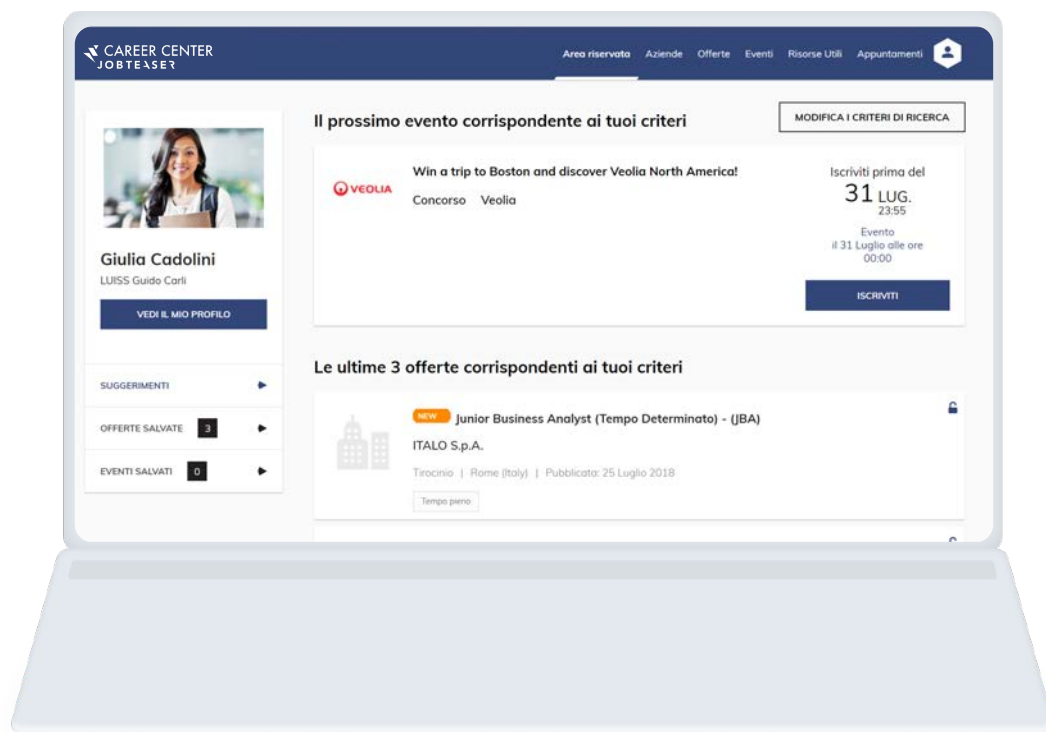 CAREER CENTER
JOBTEASER
Area riservata Aziende Offerte Eventi Risorse Utili Appuntamenti
Giulia Cadolini
LUISS Guido Carli
VEDI IL MIO PROFILO
SUGGERIMENTI
OFFERTE SALVATE 3
EVENTI SALVATI 0
Il prossimo evento corrispondente ai tuoi criteri
MODIFICA I CRITERI DI RICERCA
VEOLIA
Win a trip to Boston and discover Veolia North America!
Concorso Veolia
Iscriviti prima del
31 LUG.
23:55
Evento
il 31 Luglio alle ore
00:00
ISCRIVITI
Le ultime 3 offerte corrispondenti ai tuoi criteri
NEW Junior Business Analyst (Tempo Determinato) - (JBA)
ITALO S.p.A.
Tirocinio | Rome (Italy) | Pubblicata: 25 Luglio 2018
Tempo pieno